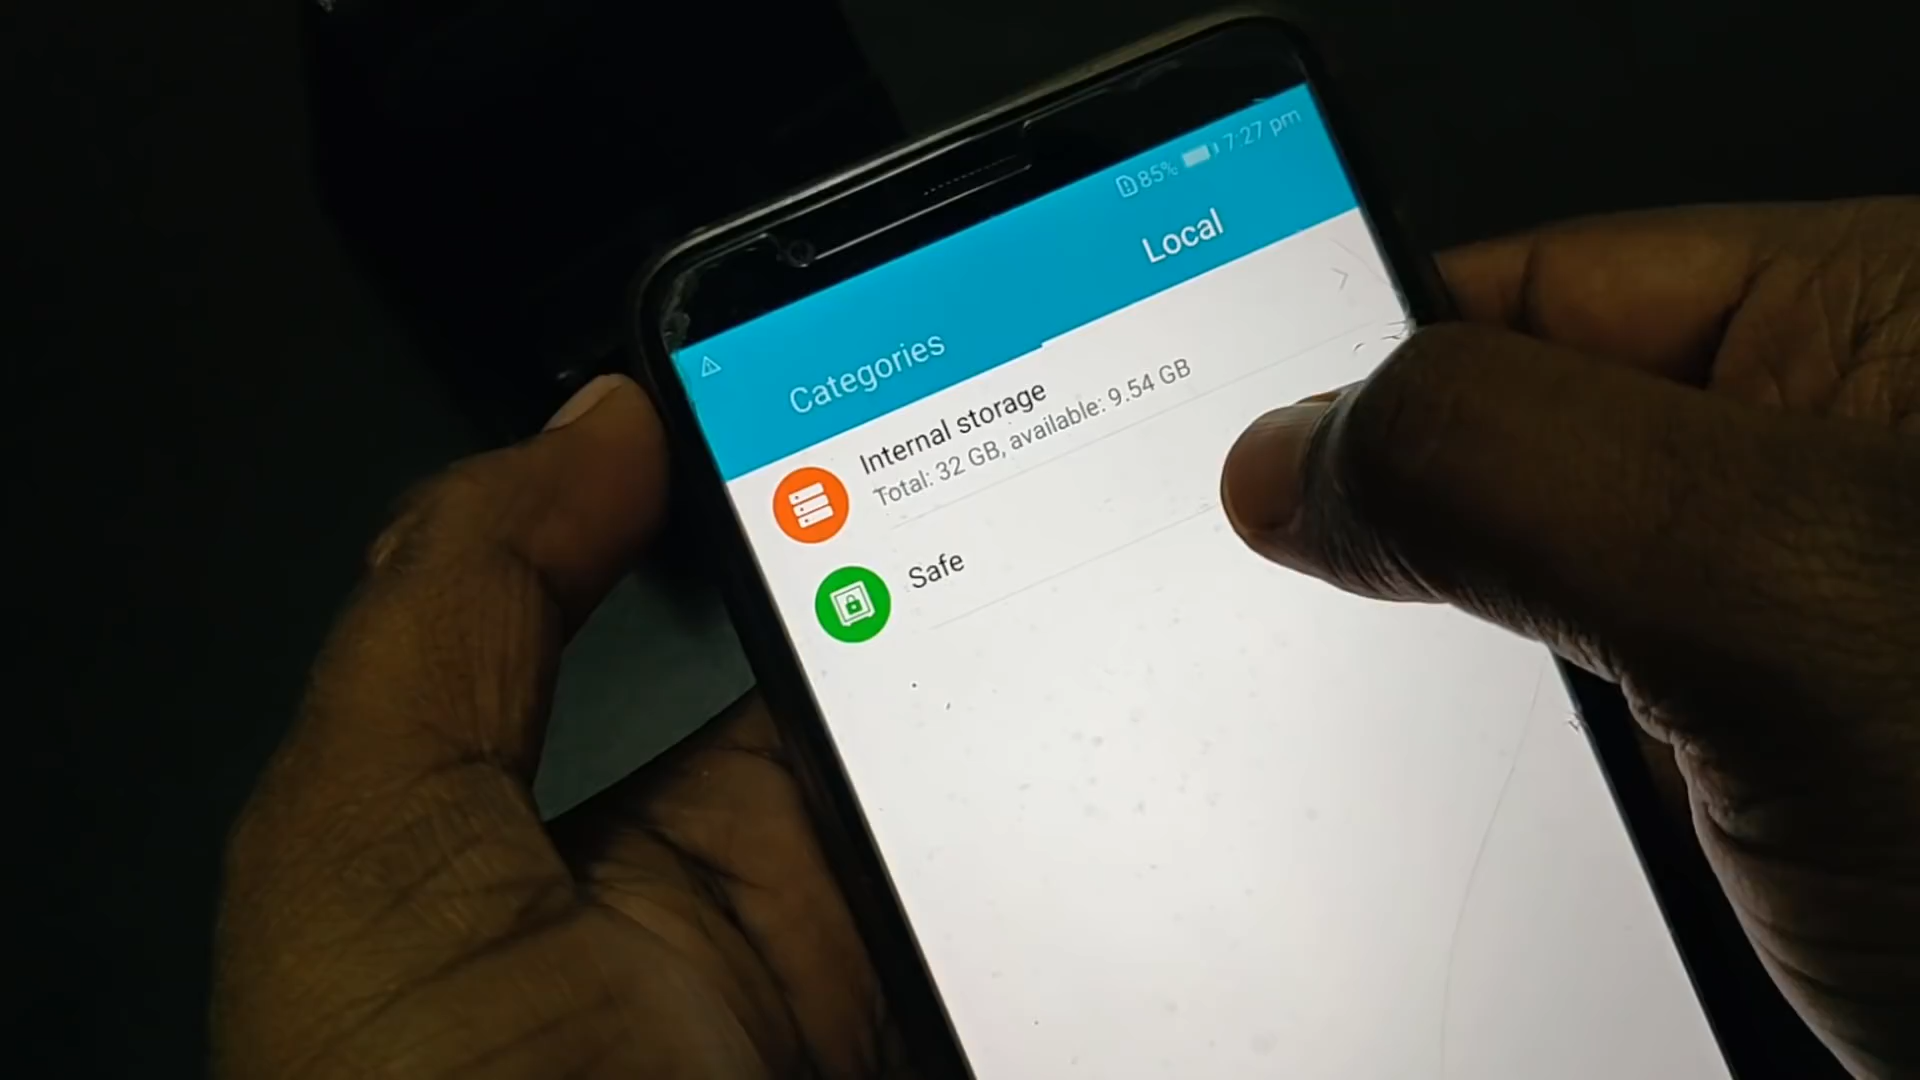 85% 7:27 pm
Categories Local
Internal storage
Total: 32 GB, available: 9.54 GB
Safe